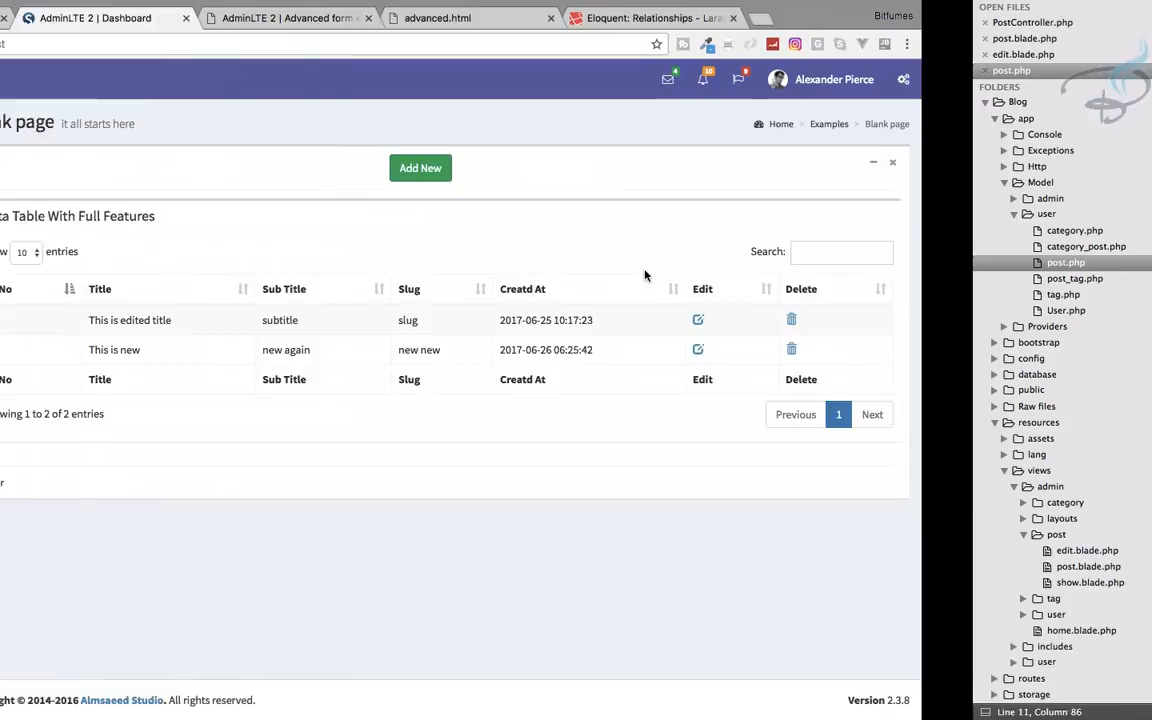 AdminLTE 2 | Dashboard
AdminLTE 2 | Advanced form e
advanced.html
Eloquent: Relationships - Lara
Bitfumes
st
4
10
9
Alexander Pierce
nk page it all starts here
Home > Examples > Blank page
Add New
ta Table With Full Features
w 10 entries
Search:
No Title Sub Title Slug Creatd At Edit Delete
This is edited title subtitle slug 2017-06-25 10:17:23
This is new new again new new 2017-06-26 06:25:42
No Title Sub Title Slug Creatd At Edit Delete
wing 1 to 2 of 2 entries
Previous 1 Next
r
ght © 2014-2016 Almsaeed Studio. All rights reserved.
Version 2.3.8
OPEN FILES
PostController.php
post.blade.php
edit.blade.php
post.php
FOLDERS
Blog
app
Console
Exceptions
Http
Model
admin
user
category.php
category_post.php
post.php
post_tag.php
tag.php
User.php
Providers
bootstrap
config
database
public
Raw files
resources
assets
lang
views
admin
category
layouts
post
edit.blade.php
post.blade.php
show.blade.php
tag
user
home.blade.php
includes
user
routes
storage
Line 11, Column 86